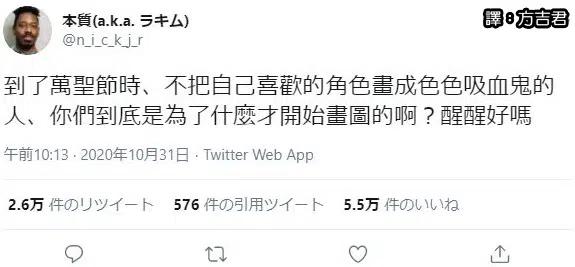 本質(a.k.a. ラキム)
@n_i_c_k_j_r
譯 方吉君
到了萬聖節時、不把自己喜歡的角色畫成色色吸血鬼的
人、你們到底是為了什麼才開始畫圖的啊？醒醒好嗎
午前10:13 · 2020年10月31日 · Twitter Web App
2.6万 件のリツイート 576 件の引用ツイート 5.5万 件のいいね